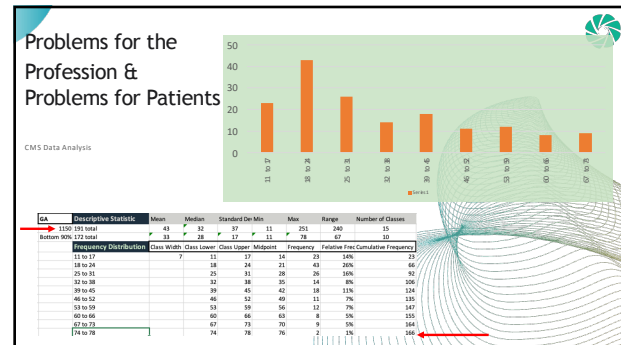 Problems for the
Profession &
Problems for Patients
CMS Data Analysis
50
40
30
20
10
0
11 to 17
18 to 24
25 to 31
32 to 38
39 to 45
46 to 52
53 to 59
60 to 66
67 to 73
Series1
GA Descriptive Statistic Mean Median Standard Dev Min Max Range Number of Classes
1150 191 total 43 32 37 11 251 240 15
Bottom 90% 172 total 33 28 17 11 78 67 10
Frequency Distribution Class Width Class Lower Class Upper Midpoint Frequency Relative Frec Cumulative Frequency
11 to 17 7 11 17 14 23 14% 23
18 to 24 18 24 21 43 26% 66
25 to 31 25 31 28 26 16% 92
32 to 38 32 38 35 14 8% 106
39 to 45 39 45 42 18 11% 124
46 to 52 46 52 49 11 7% 135
53 to 59 53 59 56 12 7% 147
60 to 66 60 66 63 8 5% 155
67 to 73 67 73 70 9 5% 164
74 to 78 74 78 76 2 1% 166